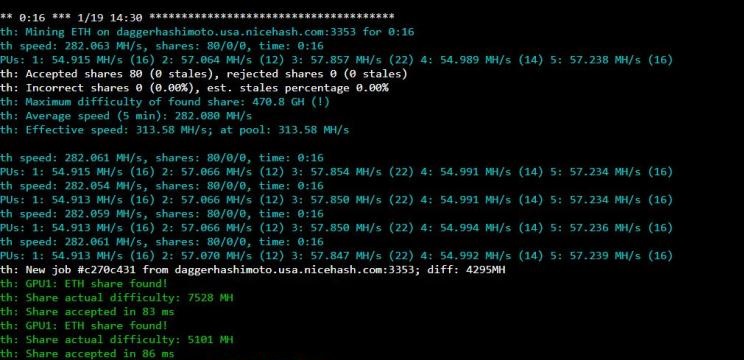 ** 0:16 *** 1/19 14:30 **************************************
th: Mining ETH on daggerhashimoto.usa.nicehash.com:3353 for 0:16
th speed: 282.063 MH/s, shares: 80/0/0, time: 0:16
PUs: 1: 54.915 MH/s (16) 2: 57.064 MH/s (12) 3: 57.857 MH/s (22) 4: 54.989 MH/s (14) 5: 57.238 MH/s (16)
th: Accepted shares 80 (0 stales), rejected shares 0 (0 stales)
th: Incorrect shares 0 (0.00%), est. stales percentage 0.00%
th: Maximum difficulty of found share: 470.8 GH (!)
th: Average speed (5 min): 282.080 MH/s
th: Effective speed: 313.58 MH/s; at pool: 313.58 MH/s
th speed: 282.061 MH/s, shares: 80/0/0, time: 0:16
PUs: 1: 54.915 MH/s (16) 2: 57.066 MH/s (12) 3: 57.854 MH/s (22) 4: 54.991 MH/s (14) 5: 57.234 MH/s (16)
th speed: 282.054 MH/s, shares: 80/0/0, time: 0:16
PUs: 1: 54.913 MH/s (16) 2: 57.066 MH/s (12) 3: 57.850 MH/s (22) 4: 54.991 MH/s (14) 5: 57.234 MH/s (16)
th speed: 282.059 MH/s, shares: 80/0/0, time: 0:16
PUs: 1: 54.913 MH/s (16) 2: 57.066 MH/s (12) 3: 57.850 MH/s (22) 4: 54.994 MH/s (14) 5: 57.236 MH/s (16)
th speed: 282.061 MH/s, shares: 80/0/0, time: 0:16
PUs: 1: 54.913 MH/s (16) 2: 57.070 MH/s (12) 3: 57.847 MH/s (22) 4: 54.992 MH/s (14) 5: 57.239 MH/s (16)
th: New job #c270c431 from daggerhashimoto.usa.nicehash.com:3353; diff: 4295MH
th: GPU1: ETH share found!
th: Share actual difficulty: 7528 MH
th: Share accepted in 83 ms
th: GPU1: ETH share found!
th: Share actual difficulty: 5101 MH
th: Share accepted in 86 ms